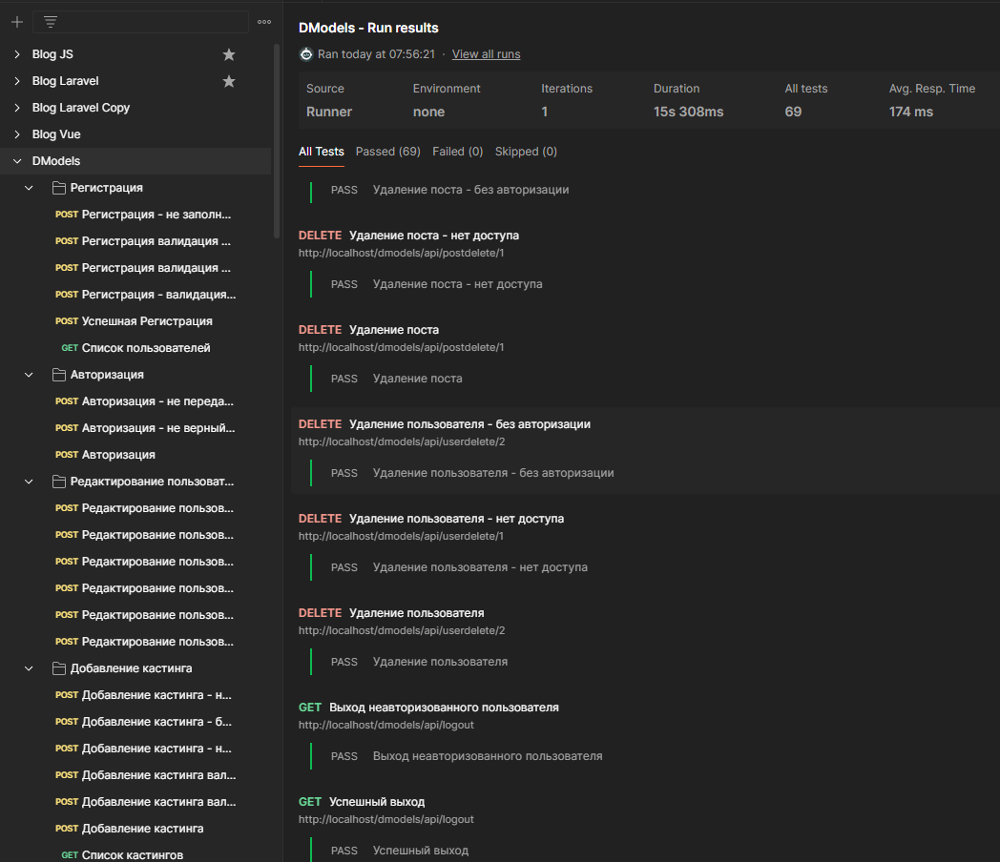 Blog JS
Blog Laravel
Blog Laravel Copy
Blog Vue
DModels
Регистрация
POST Регистрация - не заполн...
POST Регистрация валидация ...
POST Регистрация валидация ...
POST Регистрация - валидация...
POST Успешная Регистрация
GET Список пользователей
Авторизация
POST Авторизация - не переда...
POST Авторизация - не верный...
POST Авторизация
Редактирование пользоват...
POST Редактирование пользов...
POST Редактирование пользов...
POST Редактирование пользов...
POST Редактирование пользов...
POST Редактирование пользов...
POST Редактирование пользов...
Добавление кастинга
POST Добавление кастинга - н...
POST Добавление кастинга - б...
POST Добавление кастинга - н...
POST Добавление кастинга вал...
POST Добавление кастинга вал...
POST Добавление кастинга
GET Список кастингов
DModels - Run results
Ran today at 07:56:21 · View all runs
Source Environment Iterations Duration All tests Avg. Resp. Time
Runner none 1 15s 308ms 69 174 ms
All Tests Passed (69) Failed (0) Skipped (0)
PASS Удаление поста - без авторизации
DELETE Удаление поста - нет доступа
http://localhost/dmodels/api/postdelete/1
PASS Удаление поста - нет доступа
DELETE Удаление поста
http://localhost/dmodels/api/postdelete/1
PASS Удаление поста
DELETE Удаление пользователя - без авторизации
http://localhost/dmodels/api/userdelete/2
PASS Удаление пользователя - без авторизации
DELETE Удаление пользователя - нет доступа
http://localhost/dmodels/api/userdelete/1
PASS Удаление пользователя - нет доступа
DELETE Удаление пользователя
http://localhost/dmodels/api/userdelete/2
PASS Удаление пользователя
GET Выход неавторизованного пользователя
http://localhost/dmodels/api/logout
PASS Выход неавторизованного пользователя
GET Успешный выход
http://localhost/dmodels/api/logout
PASS Успешный выход